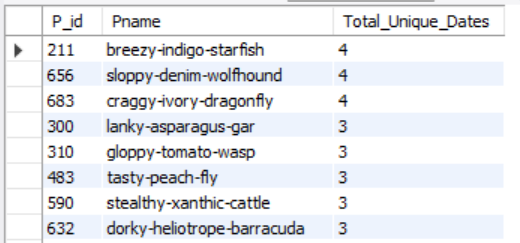 P_id Pname Total_Unique_Dates
211 breezy-indigo-starfish 4
656 sloppy-denim-wolfhound 4
683 craggy-ivory-dragonfly 4
300 lanky-asparagus-gar 3
310 gloppy-tomato-wasp 3
483 tasty-peach-fly 3
590 stealthy-xanthic-cattle 3
632 dorky-heliotrope-barracuda 3